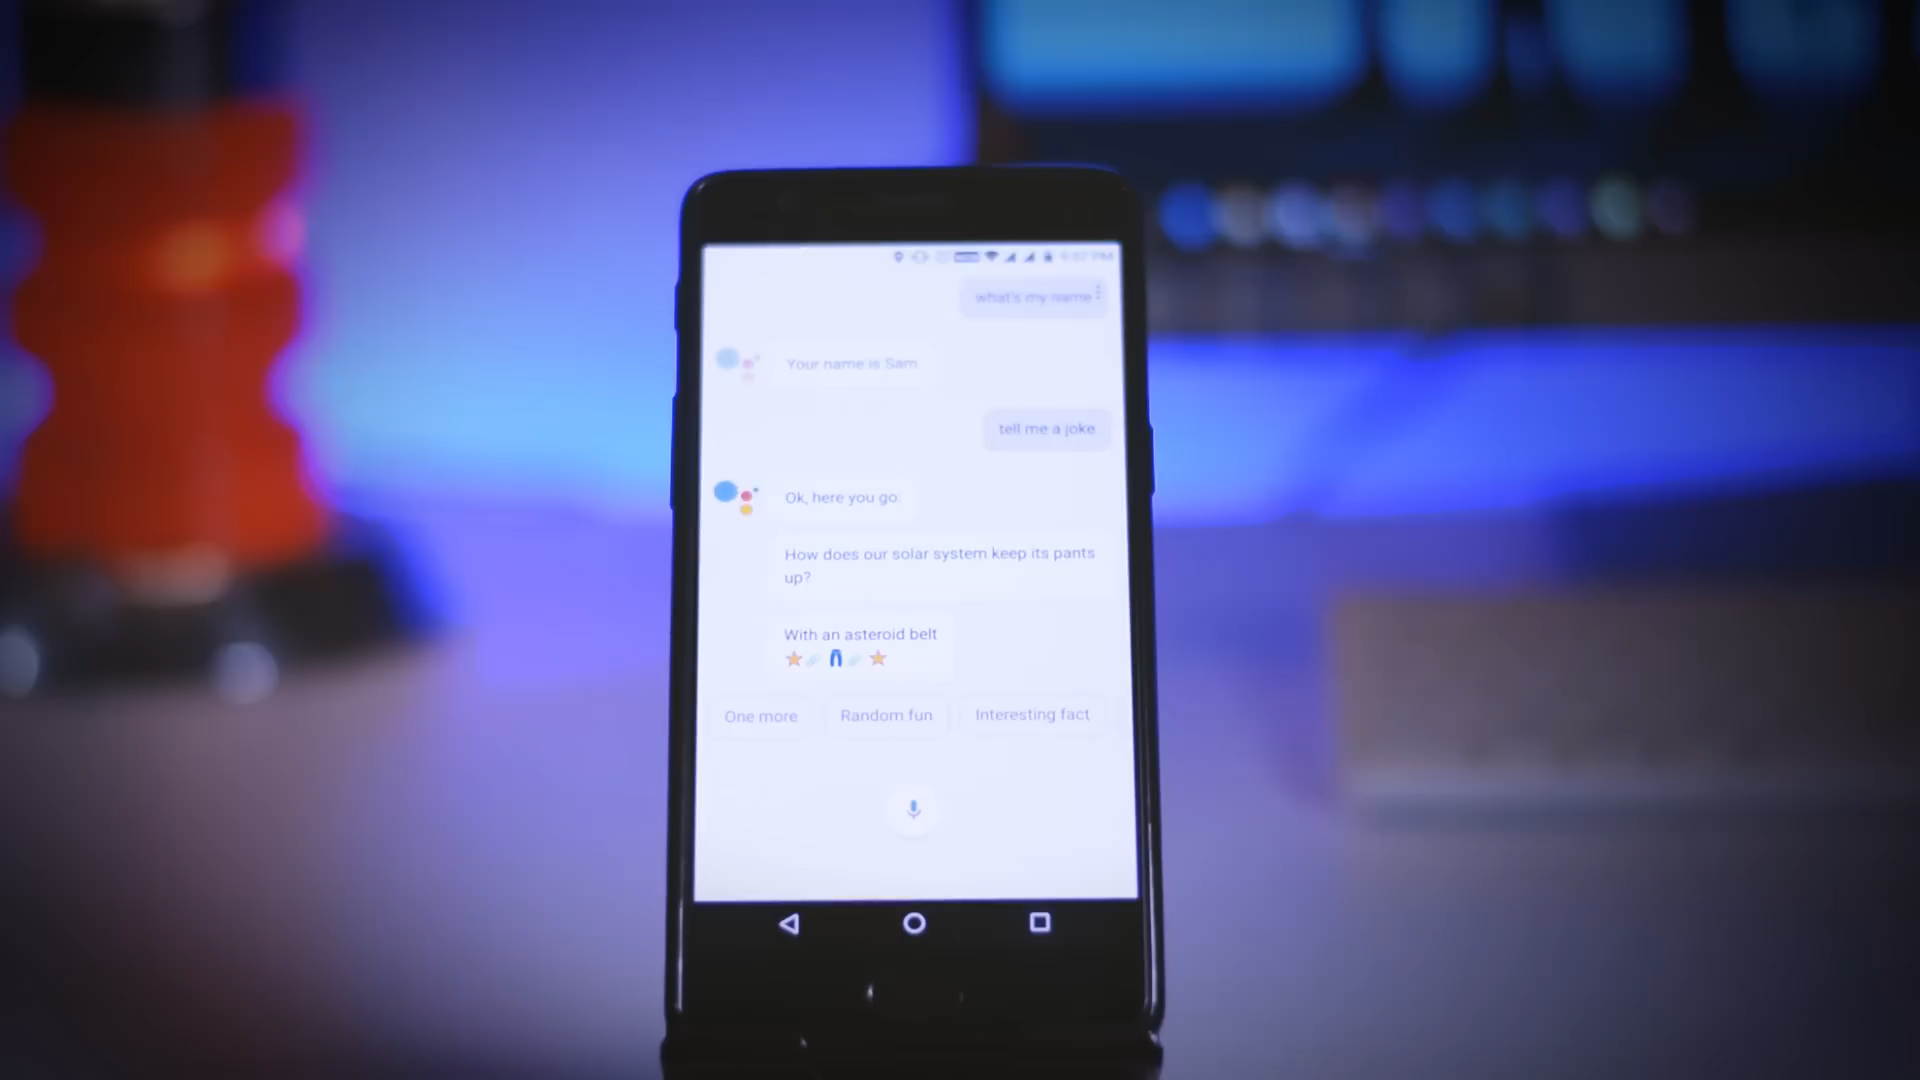 what's my name
Your name is Sam
tell me a joke
Ok, here you go:
How does our solar system keep its pants
up?
With an asteroid belt
One more
Random fun
Interesting fact